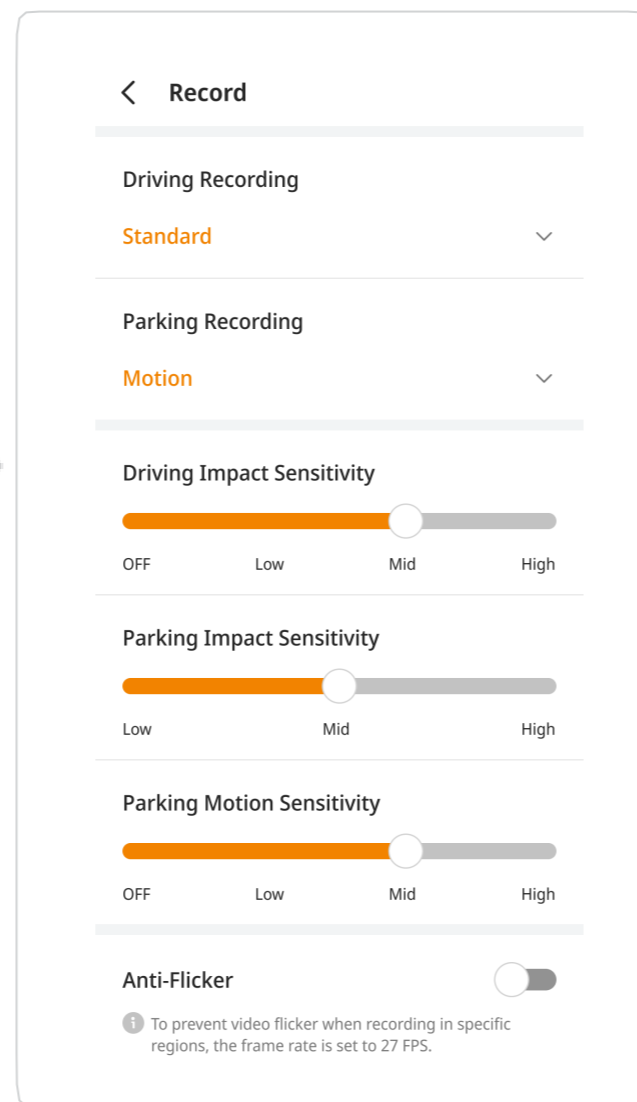 Record
Driving Recording
Standard
Parking Recording
Motion
Driving Impact Sensitivity
OFF Low Mid High
Parking Impact Sensitivity
Low Mid High
Parking Motion Sensitivity
OFF Low Mid High
Anti-Flicker
To prevent video flicker when recording in specific
regions, the frame rate is set to 27 FPS.